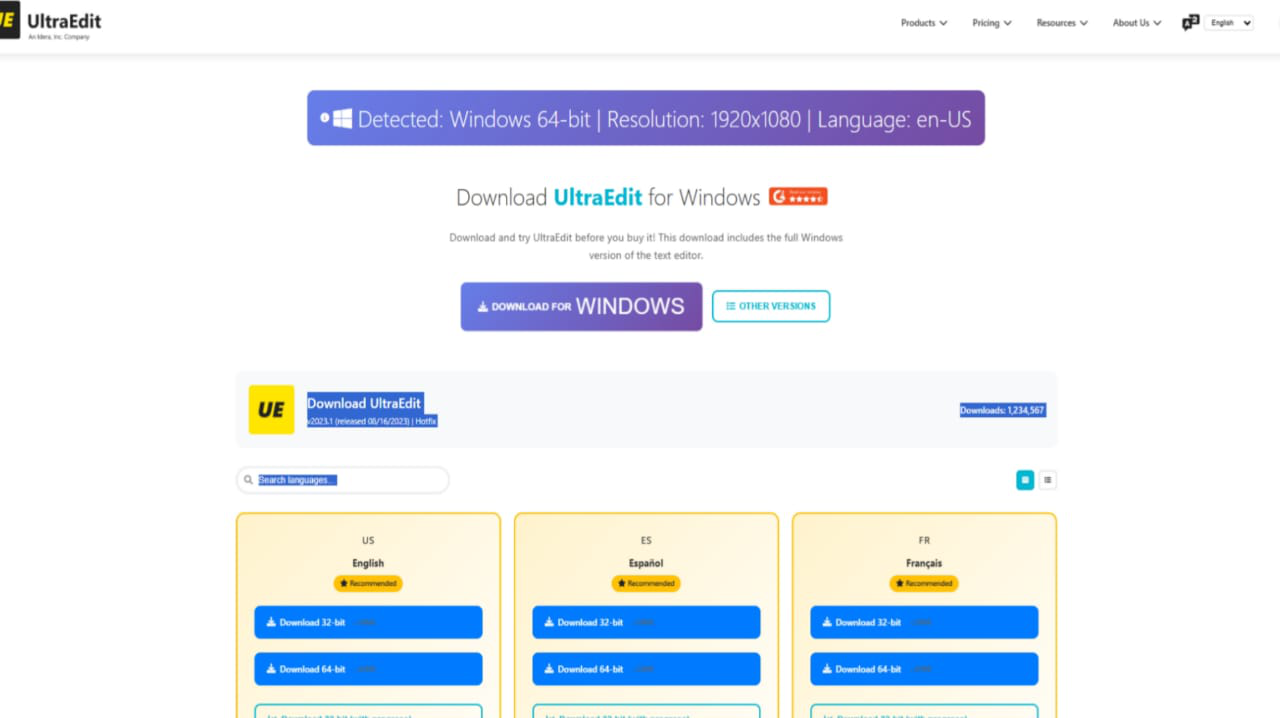 UE UltraEdit
An Idera, Inc. Company
Products Pricing Resources About Us English
Detected: Windows 64-bit | Resolution: 1920x1080 | Language: en-US
Download UltraEdit for Windows
Download and try UltraEdit before you buy it! This download includes the full Windows
version of the text editor.
DOWNLOAD FOR WINDOWS OTHER VERSIONS
UE
Download UltraEdit
v2023.1 (released 08/16/2023) | Hotfix
Downloads: 1,234,567
Search languages...
US
English
Recommended
Download 32-bit
Download 64-bit
ES
Español
Recommended
Download 32-bit
Download 64-bit
FR
Français
Recommended
Download 32-bit
Download 64-bit